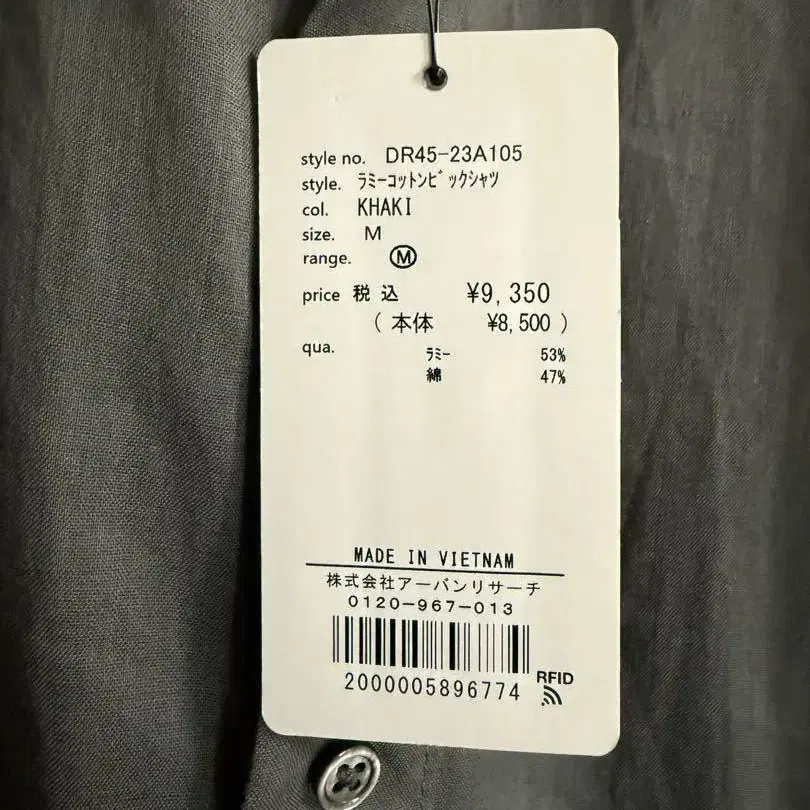 style no. DR45-23A105
style. ﾗﾐｰｺｯﾄﾝﾋﾞｯｸｼｬﾂ
col. KHAKI
size. M
range. Ⓜ
price 税込 ¥9,350
(本体 ¥8,500)
qua. ﾗﾐｰ 53%
綿 47%
MADE IN VIETNAM
株式会社アーバンリサーチ
0120-967-013
RFID
2000005896774